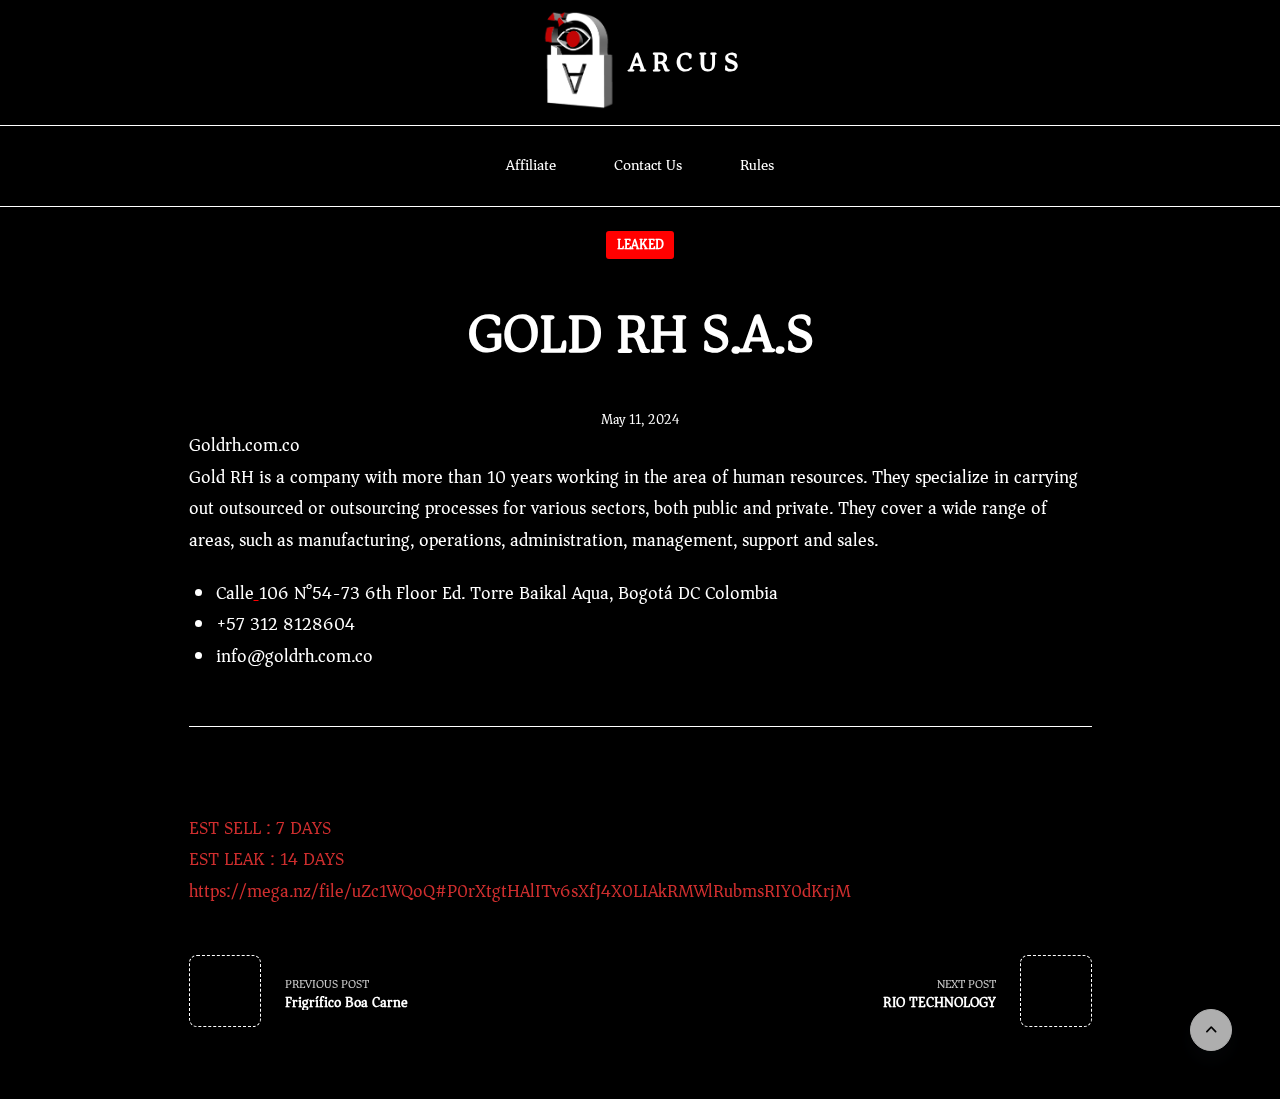 ARCUS
Affiliate
Contact Us
Rules
LEAKED
GOLD RH S.A.S
May 11, 2024
Goldrh.com.co
Gold RH is a company with more than 10 years working in the area of human resources. They specialize in carrying
out outsourced or outsourcing processes for various sectors, both public and private. They cover a wide range of
areas, such as manufacturing, operations, administration, management, support and sales.
Calle 106 N°54-73 6th Floor Ed. Torre Baikal Aqua, Bogotá DC Colombia
+57 312 8128604
info@goldrh.com.co
EST SELL : 7 DAYS
EST LEAK : 14 DAYS
https://mega.nz/file/uZc1WQoQ#P0rXtgtHAlITv6sXfJ4X0LIAkRMWlRubmsRIY0dKrjM
PREVIOUS POST
Frigrífico Boa Carne
NEXT POST
RIO TECHNOLOGY